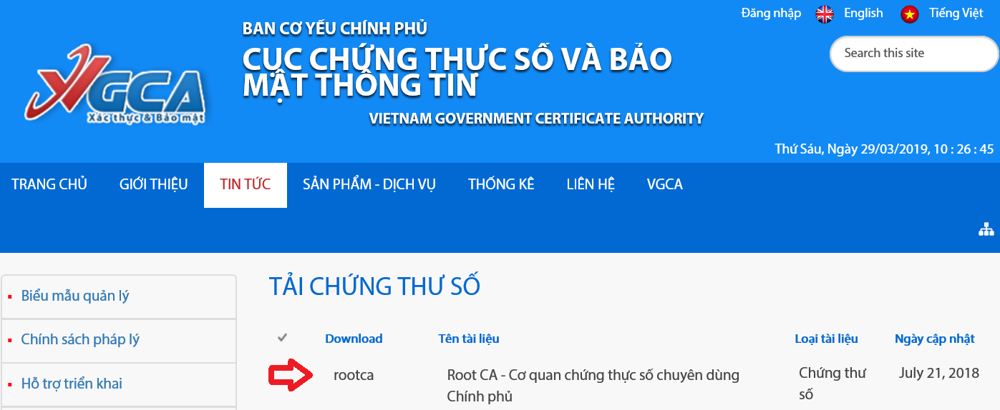 Đăng nhập English Tiếng Việt
BAN CƠ YẾU CHÍNH PHỦ
CỤC CHỨNG THỰC SỐ VÀ BẢO
MẬT THÔNG TIN
VIETNAM GOVERNMENT CERTIFICATE AUTHORITY
Search this site
VGCA
Xác thực & Bảo mật
Thứ Sáu, Ngày 29/03/2019, 10 : 26 : 45
TRANG CHỦ GIỚI THIỆU TIN TỨC SẢN PHẨM - DỊCH VỤ THỐNG KÊ LIÊN HỆ VGCA
Biểu mẫu quản lý
Chính sách pháp lý
Hỗ trợ triển khai
TẢI CHỨNG THƯ SỐ
Download Tên tài liệu Loại tài liệu Ngày cập nhật
rootca Root CA - Cơ quan chứng thực số chuyên dùng Chứng thư July 21, 2018
Chính phủ số